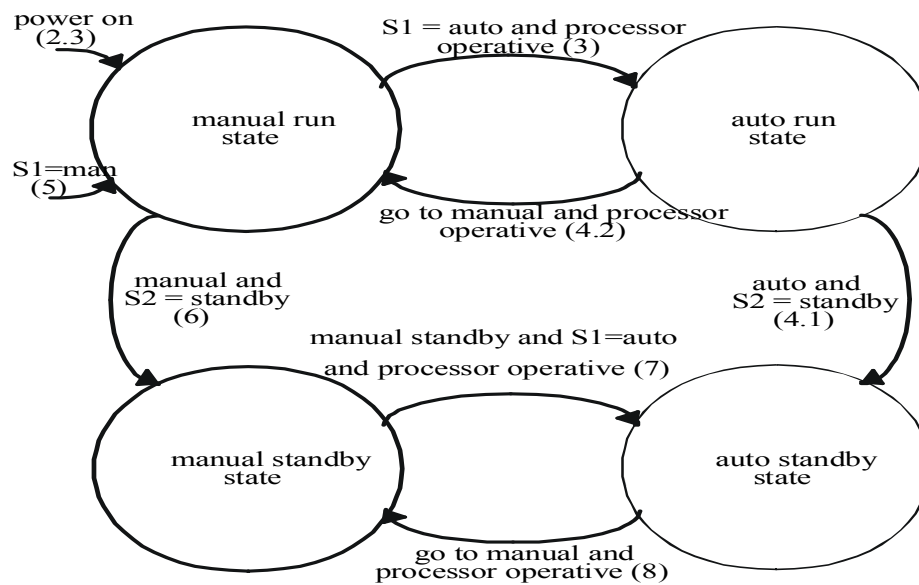 power on
(2.3)
S1 = auto and processor
operative (3)
manual run
state
auto run
state
S1=man
(5)
go to manual and processor
operative (4.2)
manual and
S2 = standby
(6)
auto and
S2 = standby
(4.1)
manual standby and S1=auto
and processor operative (7)
manual standby
state
auto standby
state
go to manual and
processor operative (8)